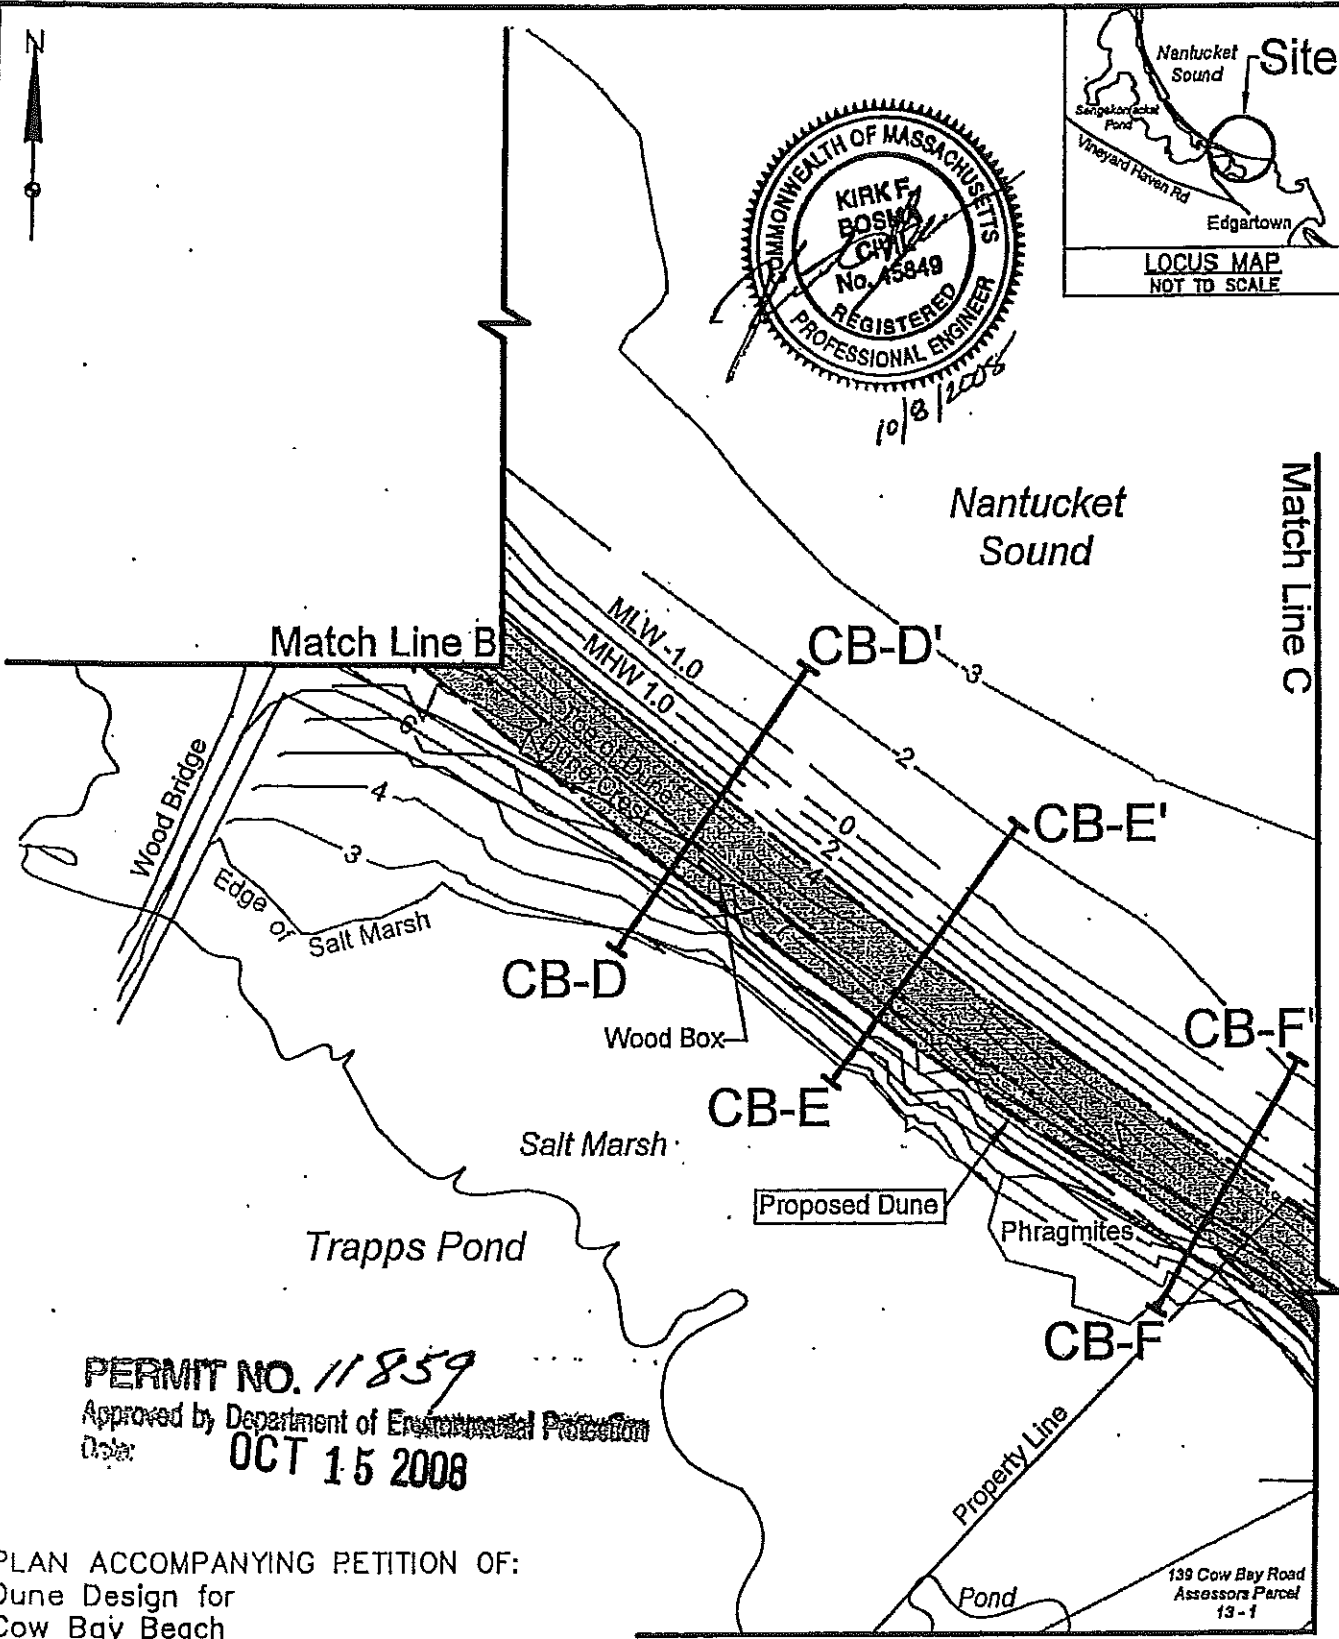 N
Nantucket
Sound
Site
Sengekontacket
Pond
Vineyard Haven Rd
Edgartown
LOCUS MAP
NOT TO SCALE
COMMONWEALTH OF MASSACHUSETTS
KIRK F.
BOSMA
CIVIL
No. 45849
REGISTERED
PROFESSIONAL ENGINEER
10/8/2008
Nantucket
Sound
Match Line C
Match Line B
MLW -1.0
MHW 1.0
CB-D'
-3
-2
Toe of Dune
Dune Crest
6
Wood Bridge
4
3
0
2
4
CB-E'
Edge of
Salt Marsh
CB-D
Wood Box
CB-F'
CB-E
Salt Marsh
Proposed Dune
Phragmites
Trapps Pond
CB-F
PERMIT NO. 11859
Approved by Department of Environmental Protection
Date:
OCT 15 2008
Property Line
PLAN ACCOMPANYING PETITION OF:
Dune Design for
Cow Bay Beach
Pond
139 Cow Bay Road
Assessors Parcel
13-1